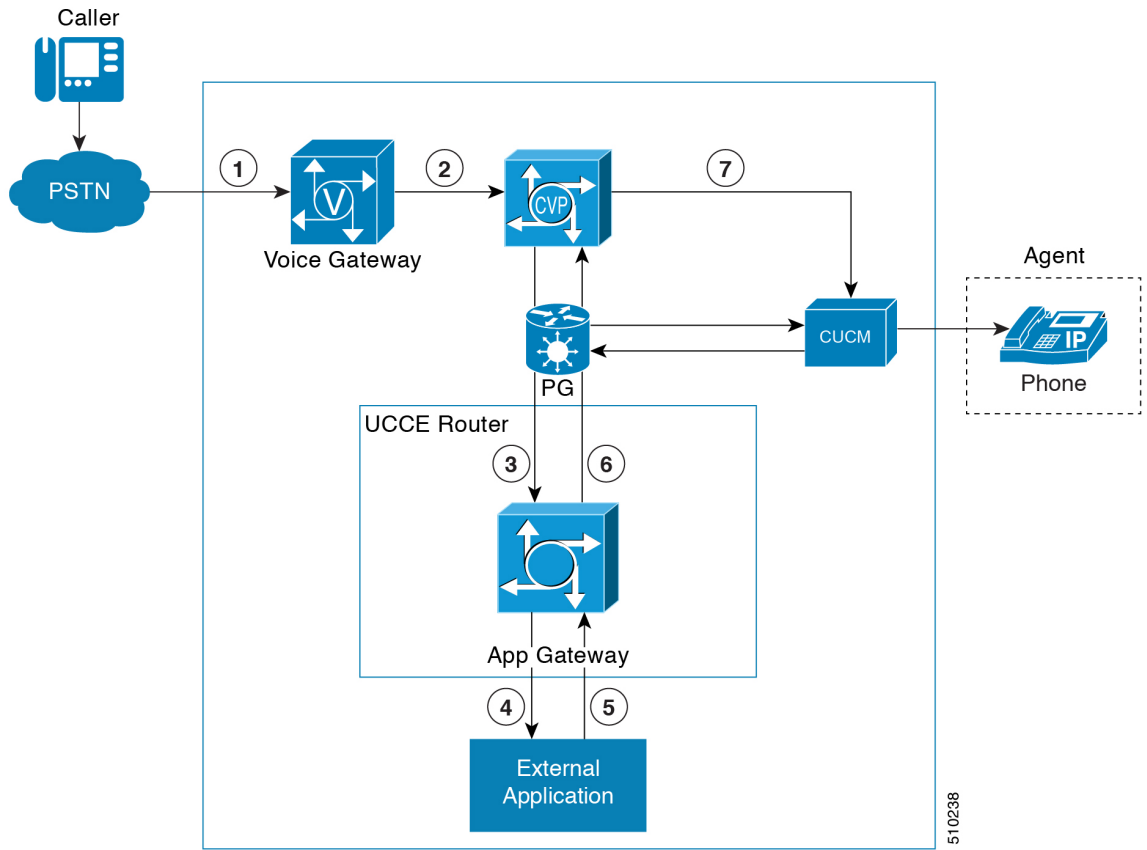 Caller
PSTN
1
2
7
V
CVP
Voice Gateway
Agent
CUCM
IP
Phone
PG
UCCE Router
3
6
App Gateway
4
5
External
Application
510238